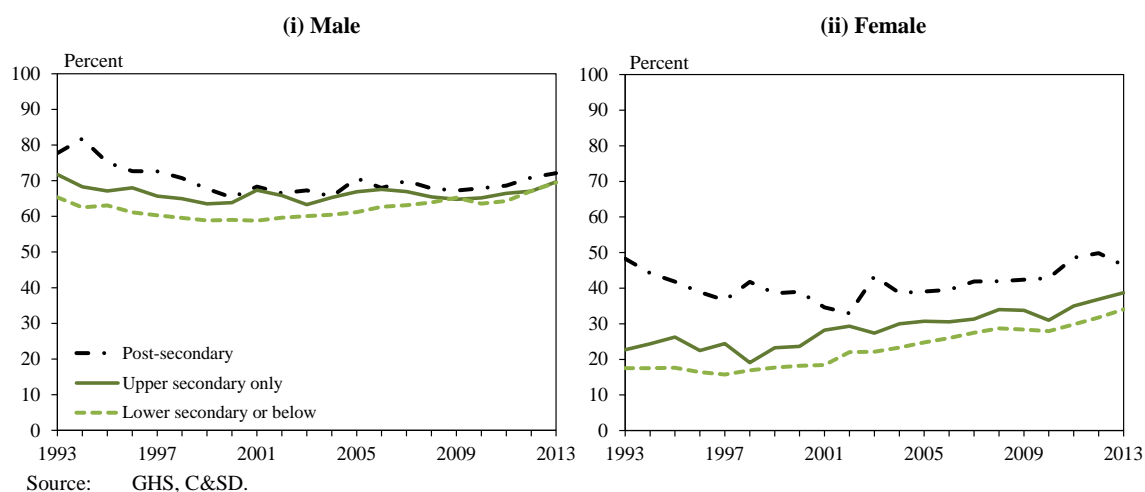 (i) Male
Percent
100
90
80
70
60
50
40
30
20
10
0
Post-secondary
Upper secondary only
Lower secondary or below
1993 1997 2001 2005 2009 2013
(ii) Female
Percent
100
90
80
70
60
50
40
30
20
10
0
1993 1997 2001 2005 2009 2013
Source: GHS, C&SD.